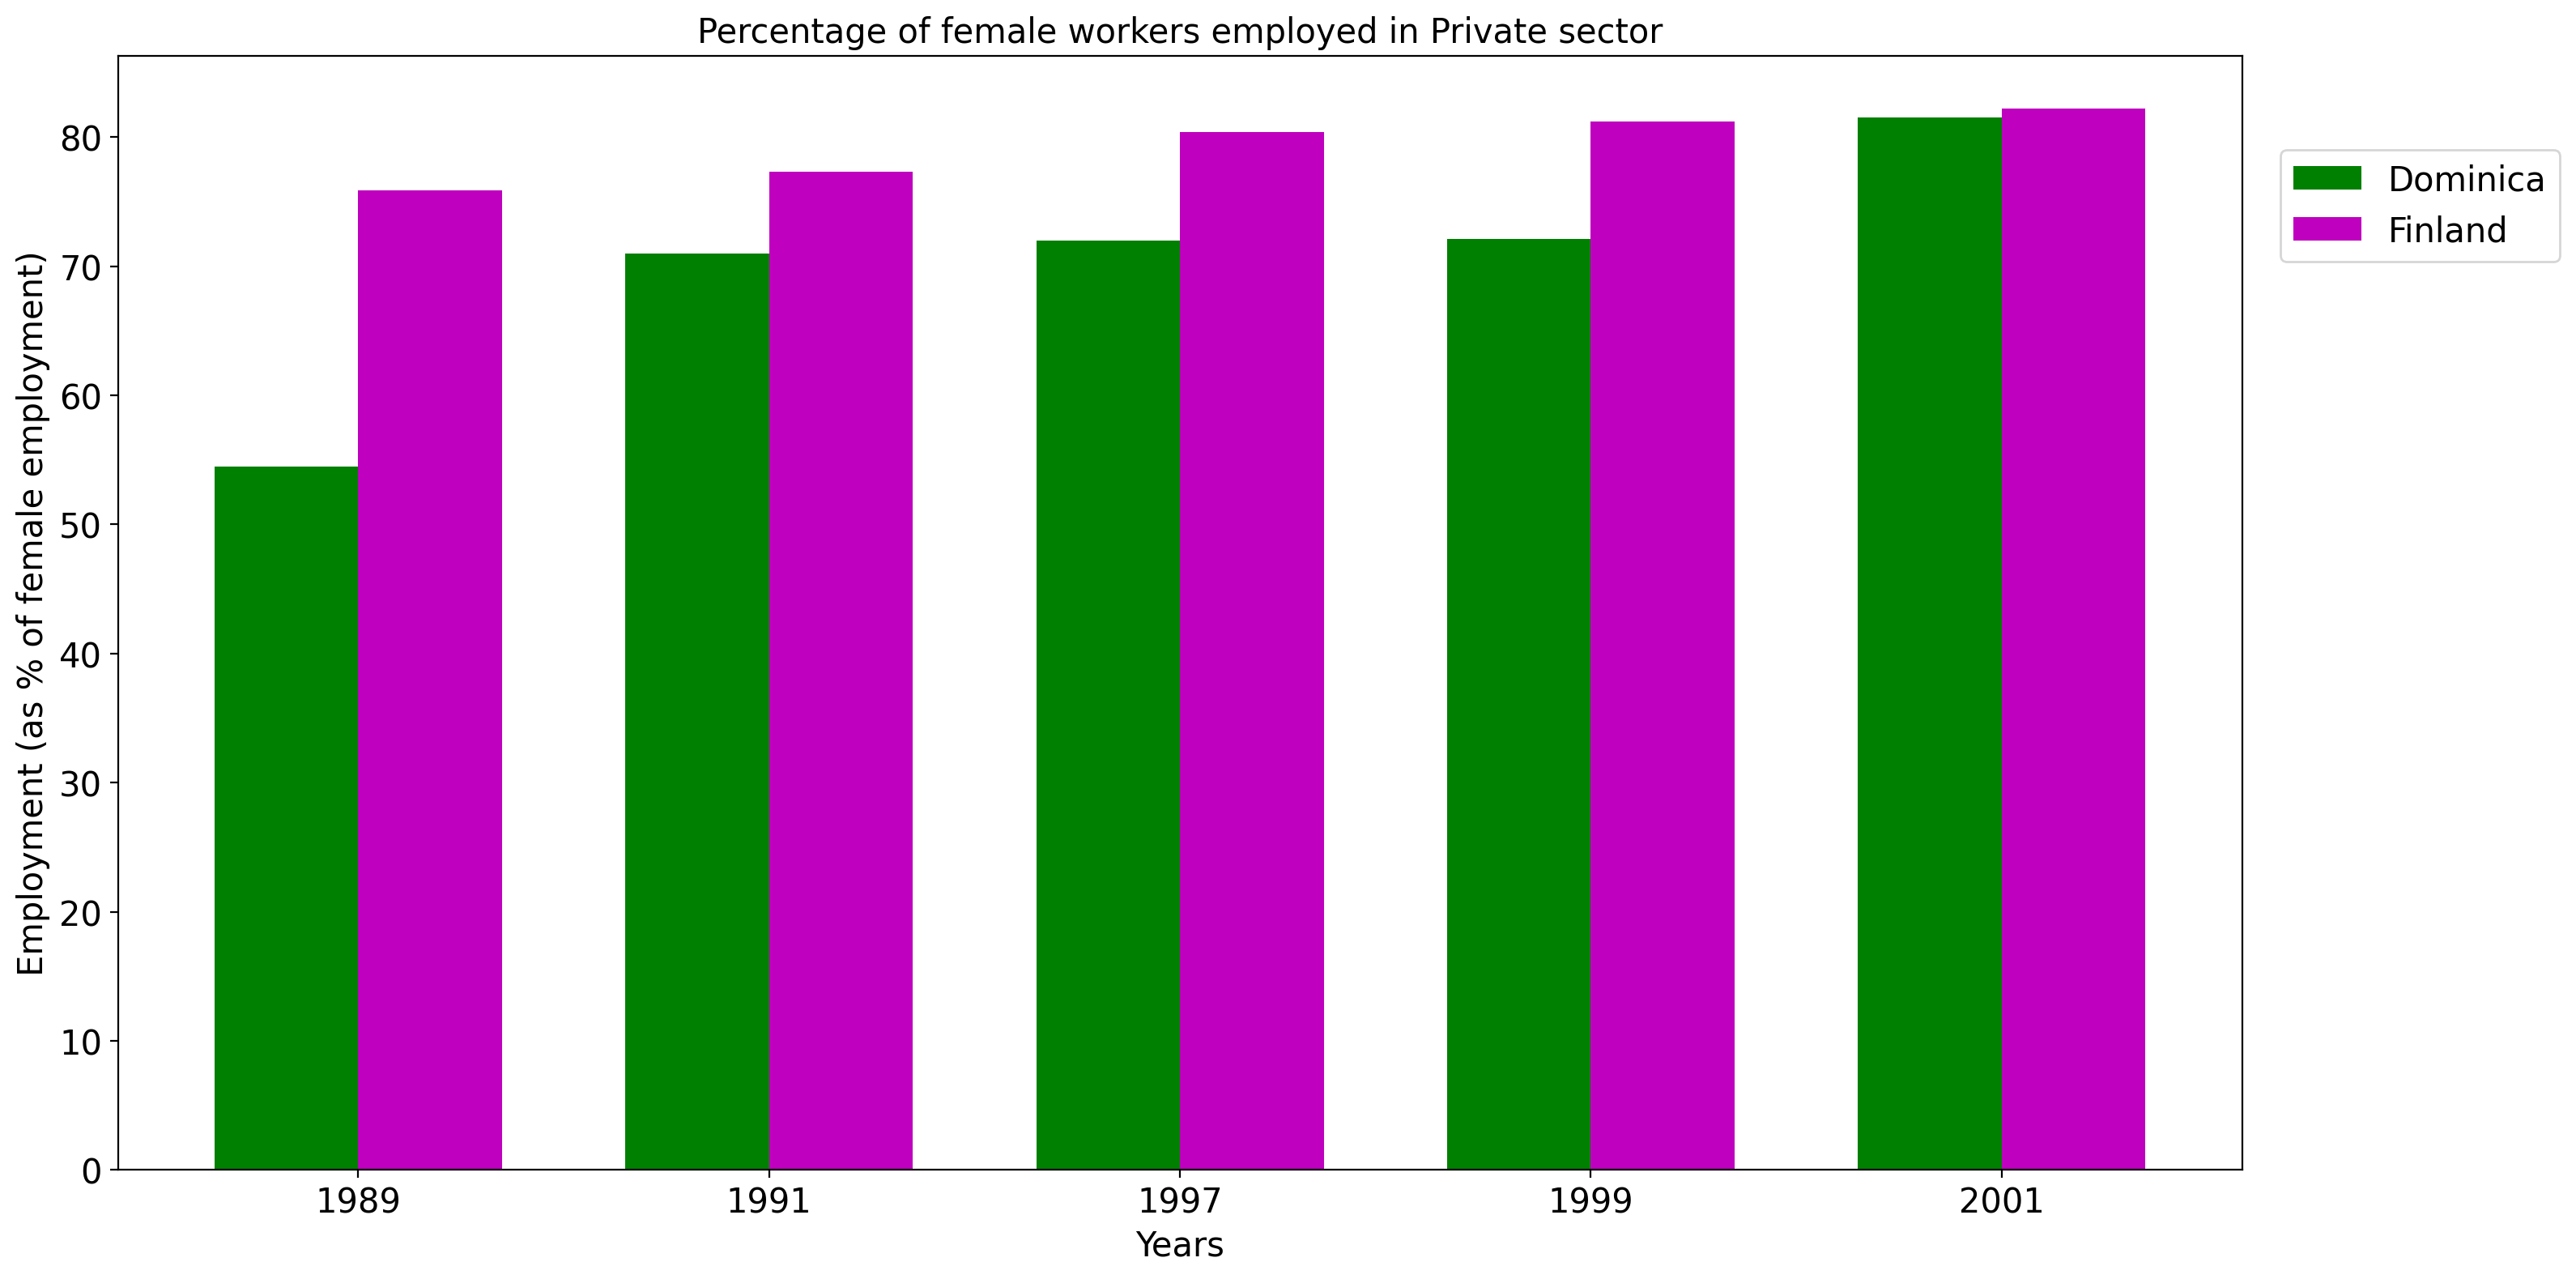 Percentage of female workers employed in Private sector
Employment (as % of female employment)
80
70
60
50
40
30
20
10
0
1989
1991
1997
1999
2001
Years
Dominica
Finland